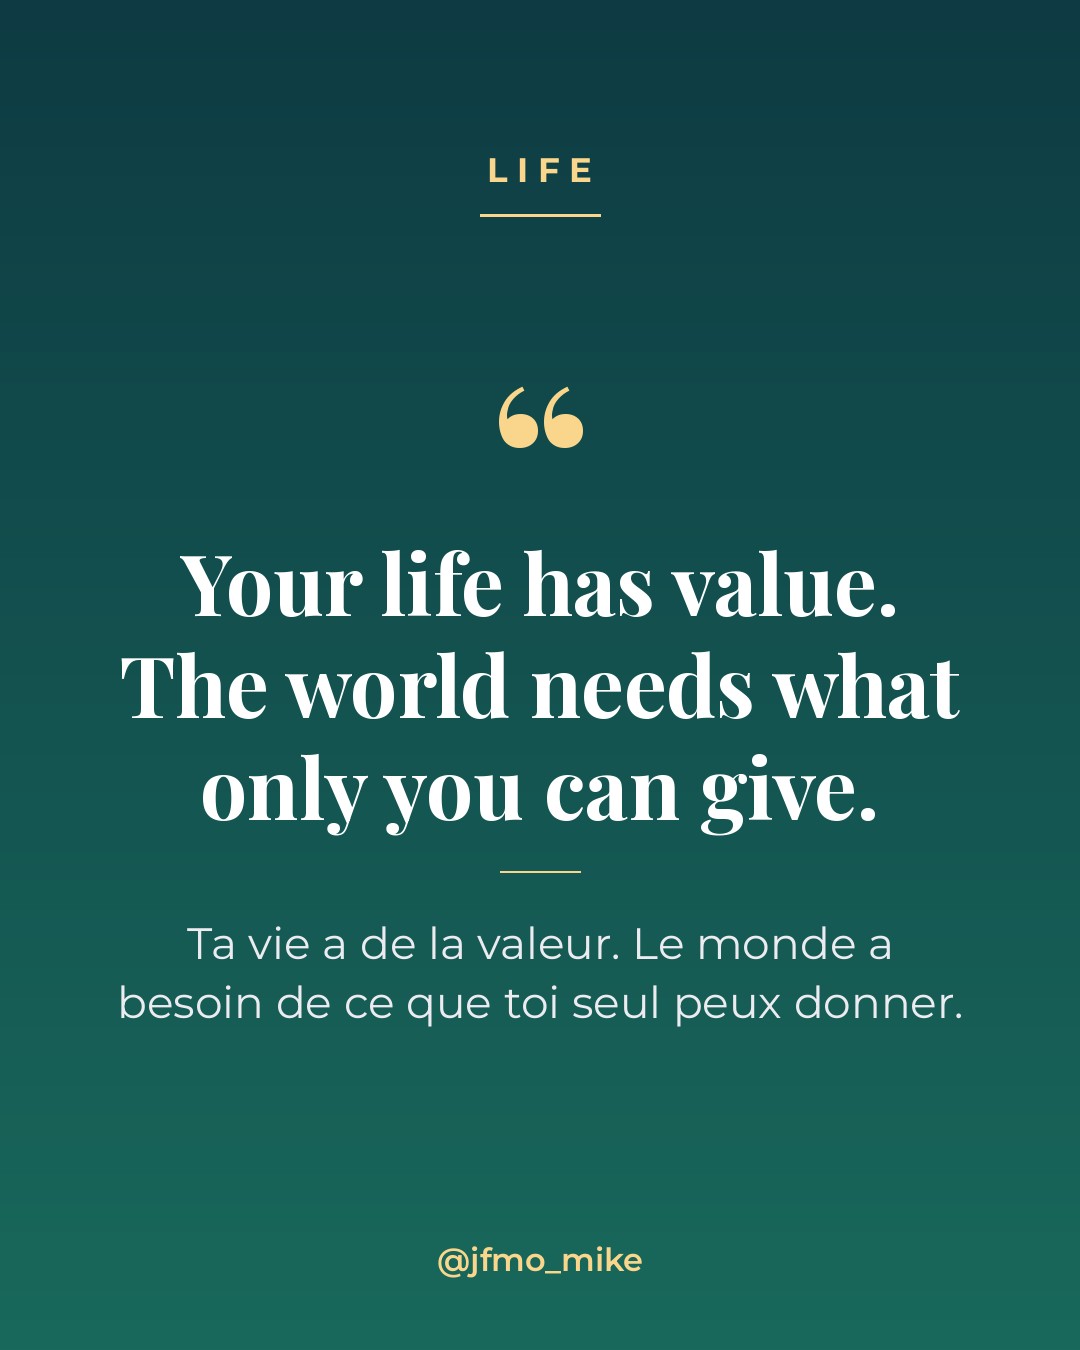 LIFE
“
Your life has value.
The world needs what
only you can give.
Ta vie a de la valeur. Le monde a
besoin de ce que toi seul peux donner.
@jfmo_mike